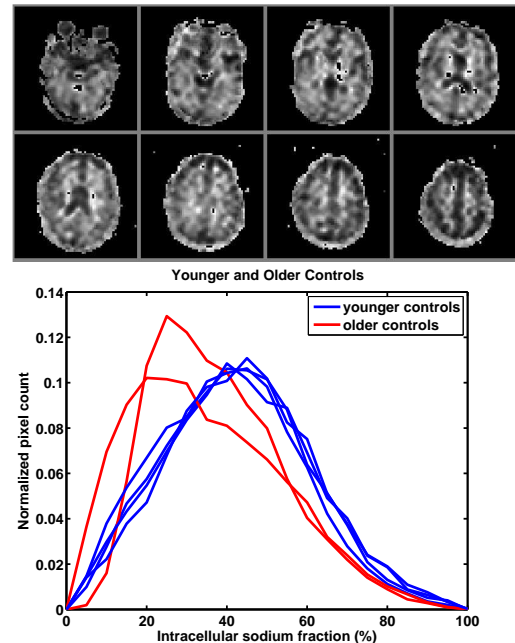 Younger and Older Controls
0.14
younger controls
older controls
0.12
0.1
0.08
0.06
0.04
0.02
0
Normalized pixel count
0 20 40 60 80 100
Intracellular sodium fraction (%)